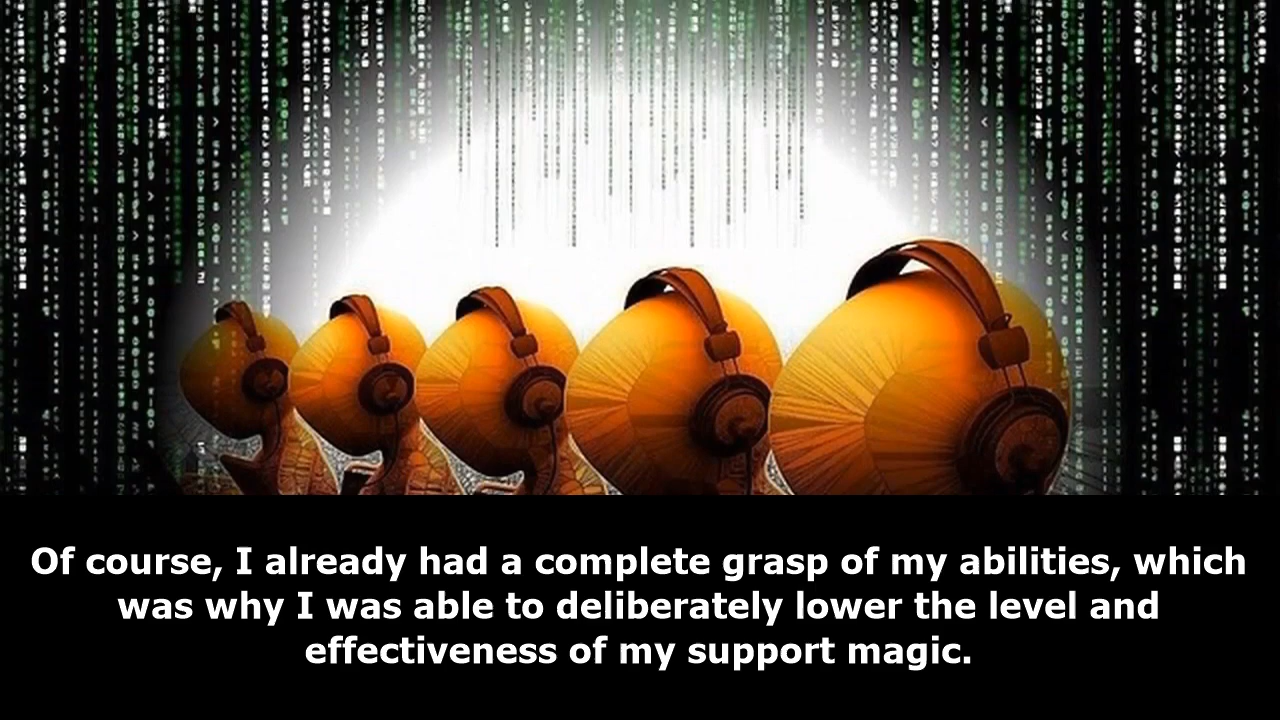 Of course, I already had a complete grasp of my abilities, which
was why I was able to deliberately lower the level and
effectiveness of my support magic.